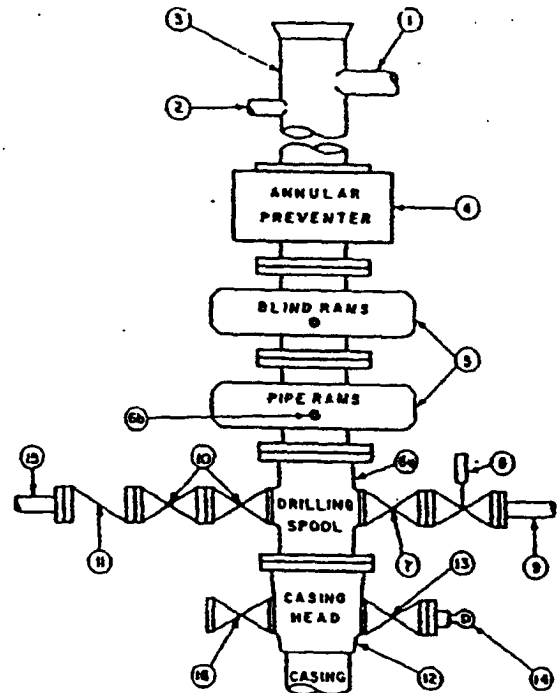 3
1
2
ANNULAR
PREVENTER
4
BLIND RAMS
5
PIPE RAMS
6b
6a
8
15
10
DRILLING
SPOOL
11
7
9
13
CASING
HEAD
16
12
14
CASING